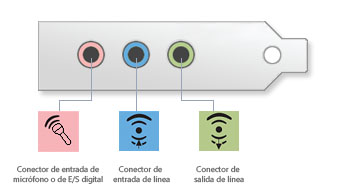 Conector de entrada de
micrófono o de E/S digital
Conector de
entrada de línea
Conector de
salida de línea